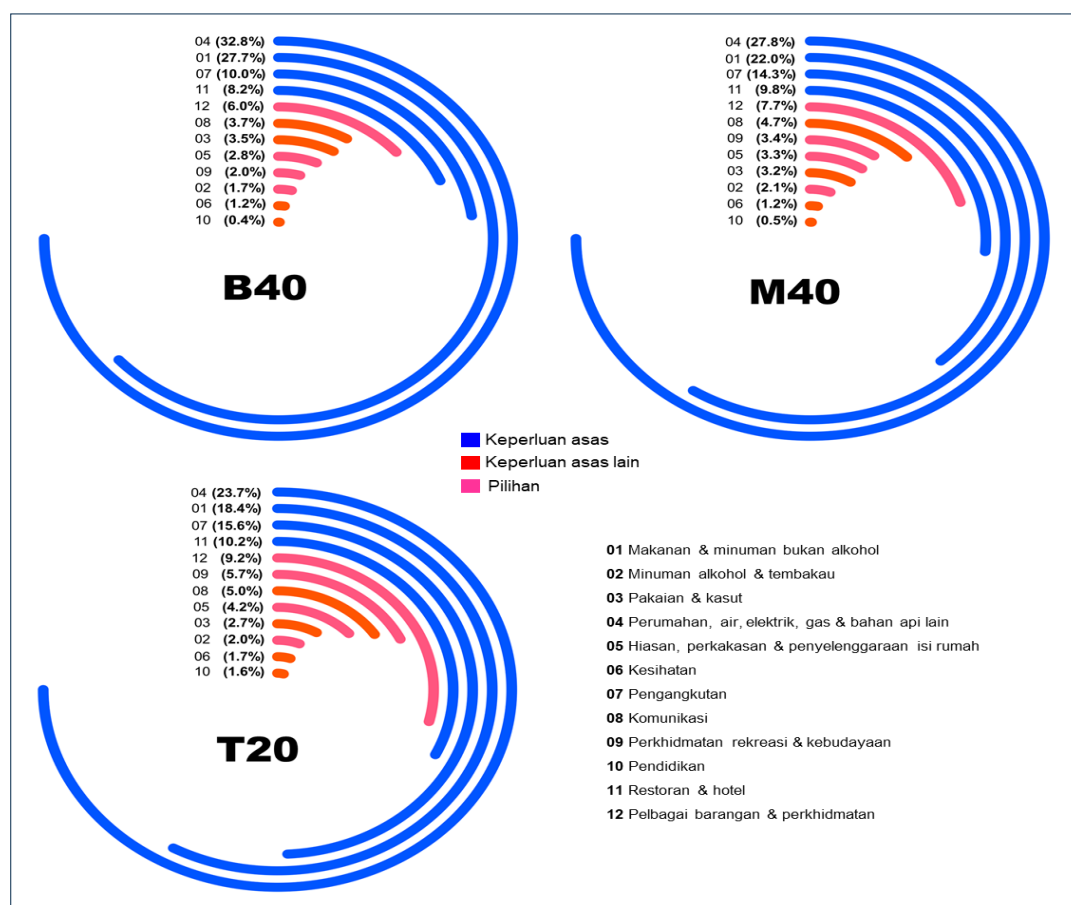 04 (32.8%)
01 (27.7%)
07 (10.0%)
11 (8.2%)
12 (6.0%)
08 (3.7%)
03 (3.5%)
05 (2.8%)
09 (2.0%)
02 (1.7%)
06 (1.2%)
10 (0.4%)
B40
04 (27.8%)
01 (22.0%)
07 (14.3%)
11 (9.8%)
12 (7.7%)
08 (4.7%)
09 (3.4%)
05 (3.3%)
03 (3.2%)
02 (2.1%)
06 (1.2%)
10 (0.5%)
M40
Keperluan asas
Keperluan asas lain
Pilihan
04 (23.7%)
01 (18.4%)
07 (15.6%)
11 (10.2%)
12 (9.2%)
09 (5.7%)
08 (5.0%)
05 (4.2%)
03 (2.7%)
02 (2.0%)
06 (1.7%)
10 (1.6%)
T20
01 Makanan & minuman bukan alkohol
02 Minuman alkohol & tembakau
03 Pakaian & kasut
04 Perumahan, air, elektrik, gas & bahan api lain
05 Hiasan, perkakasan & penyelenggaraan isi rumah
06 Kesihatan
07 Pengangkutan
08 Komunikasi
09 Perkhidmatan rekreasi & kebudayaan
10 Pendidikan
11 Restoran & hotel
12 Pelbagai barangan & perkhidmatan